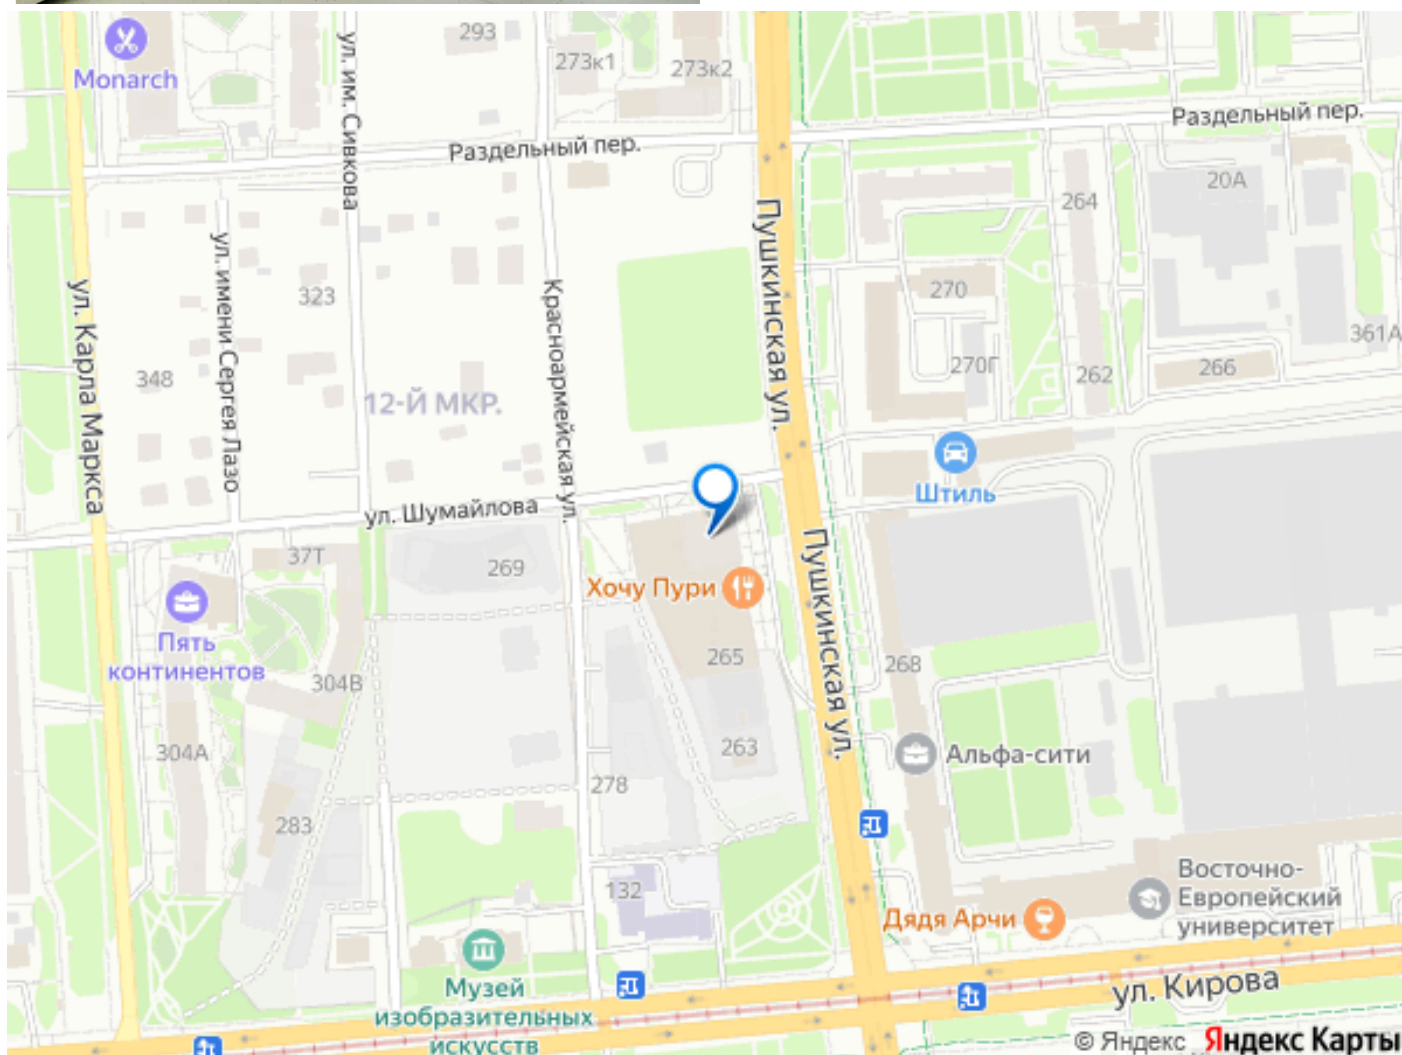 Monarch
293
273к1
273к2
ул. им. Сивкова
Раздельный пер.
Раздельный пер.
20А
264
Пушкинская ул.
ул. имени Сергея Лазо
323
Красноармейская ул.
270
ул. Карла Маркса
361А
348
12-Й МКР.
270Г
262
266
Штиль
ул. Шумайлова
37Т
269
Хочу Пури
Пушкинская ул.
Пять
континентов
265
268
304В
304А
263
Альфа-сити
278
283
132
Восточно-
Европейский
университет
Дядя Арчи
Музей
изобразительных
искусств
ул. Кирова
© Яндекс Яндекс Карты